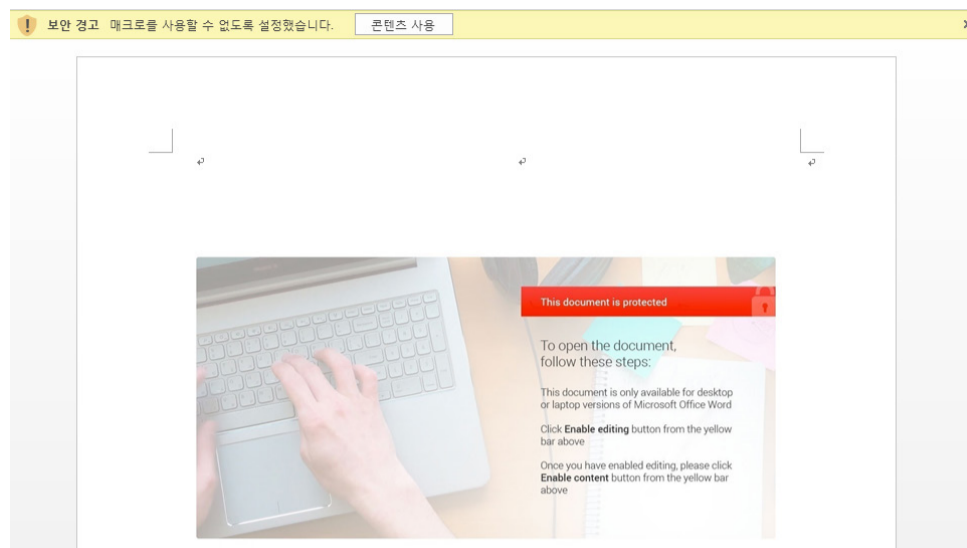 보안 경고 매크로를 사용할 수 없도록 설정했습니다. 콘텐츠 사용
This document is protected
To open the document,
follow these steps:
This document is only available for desktop
or laptop versions of Microsoft Office Word
Click Enable editing button from the yellow
bar above
Once you have enabled editing, please click
Enable content button from the yellow bar
above